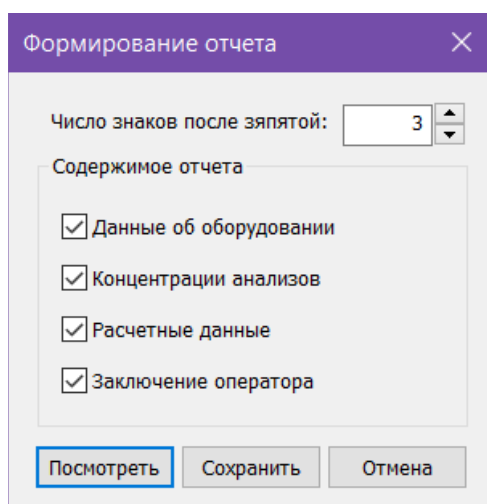 Формирование отчета
Число знаков после зяпятой: 3
Содержимое отчета
Данные об оборудовании
Концентрации анализов
Расчетные данные
Заключение оператора
Посмотреть Сохранить Отмена